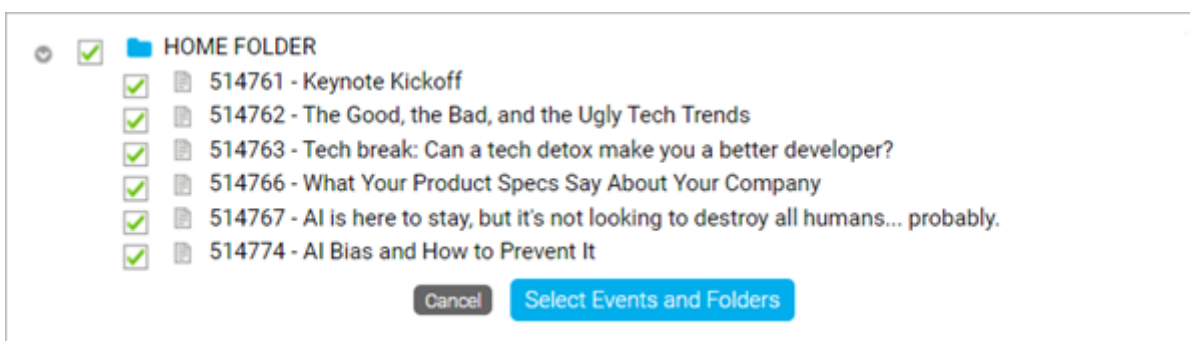 HOME FOLDER
514761 - Keynote Kickoff
514762 - The Good, the Bad, and the Ugly Tech Trends
514763 - Tech break: Can a tech detox make you a better developer?
514766 - What Your Product Specs Say About Your Company
514767 - AI is here to stay, but it's not looking to destroy all humans... probably.
514774 - AI Bias and How to Prevent It
Cancel Select Events and Folders